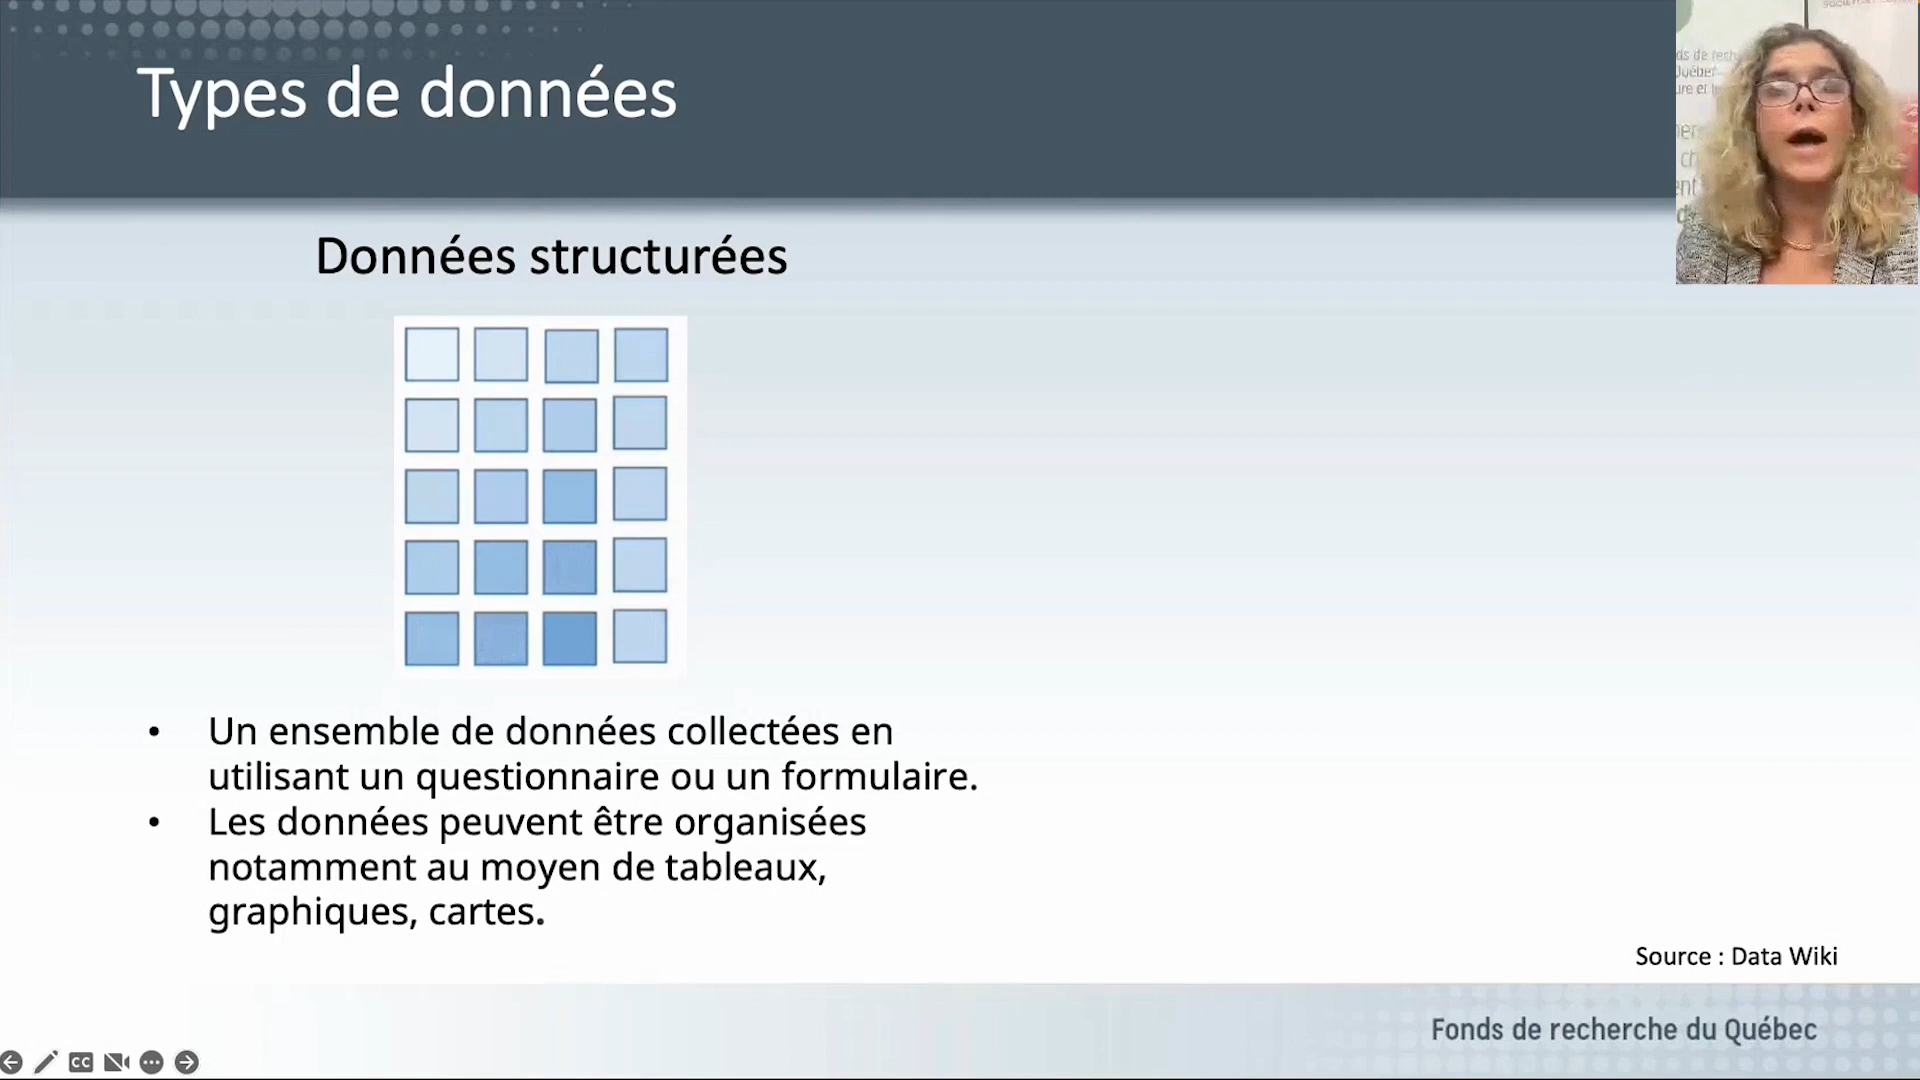 Types de données
Données structurées
• Un ensemble de données collectées en
utilisant un questionnaire ou un formulaire.
• Les données peuvent être organisées
notamment au moyen de tableaux,
graphiques, cartes.
Source : Data Wiki
Fonds de recherche du Québec
CC